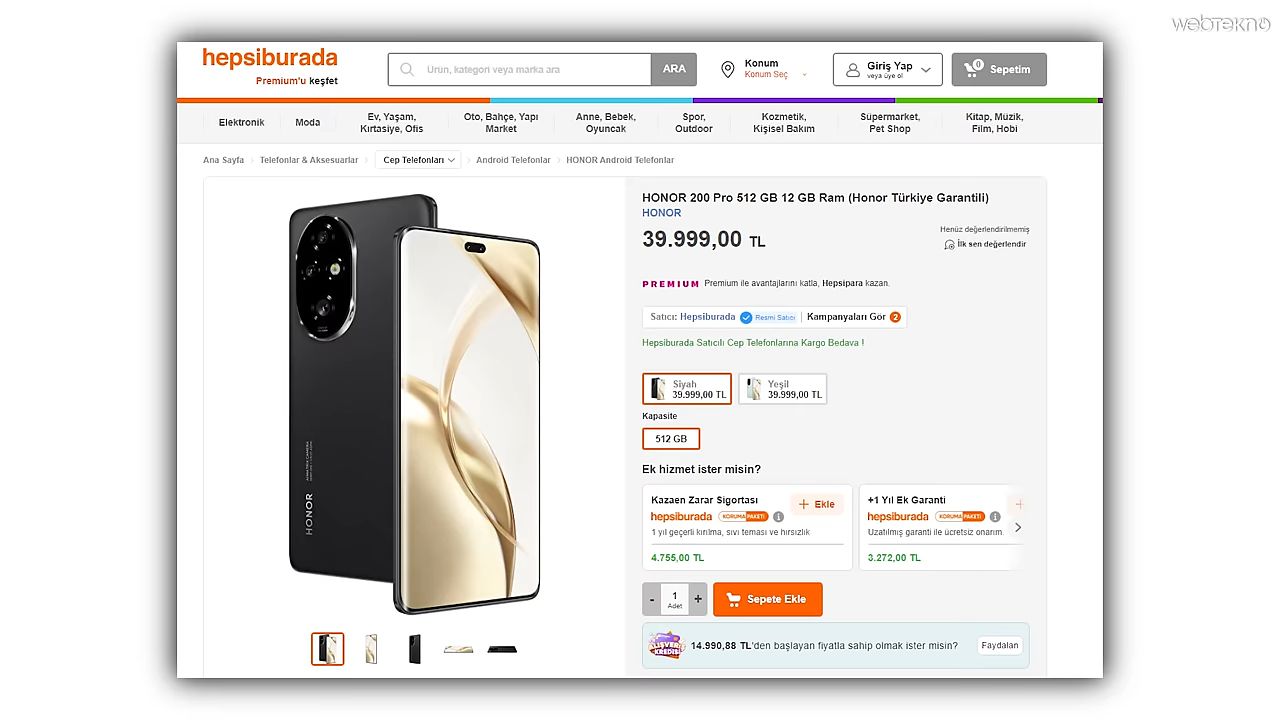 webtekno
hepsiburada
Premium'u keşfet
Ürün, kategori veya marka ara
ARA
Konum
Konum Seç
Giriş Yap
veya üye ol
0
Sepetim
Elektronik
Moda
Ev, Yaşam,
Kırtasiye, Ofis
Oto, Bahçe, Yapı
Market
Anne, Bebek,
Oyuncak
Spor,
Outdoor
Kozmetik,
Kişisel Bakım
Süpermarket,
Pet Shop
Kitap, Müzik,
Film, Hobi
Ana Sayfa
Telefonlar & Aksesuarlar
Cep Telefonları
Android Telefonlar
HONOR Android Telefonlar
HONOR 200 Pro 512 GB 12 GB Ram (Honor Türkiye Garantili)
HONOR
39.999,00 TL
Henüz değerlendirilmemiş
İlk sen değerlendir
PREMIUM Premium ile avantajlarını katla, Hepsipara kazan.
Satıcı: Hepsiburada Resmi Satıcı Kampanyaları Gör 2
Hepsiburada Satıcılı Cep Telefonlarına Kargo Bedava !
Siyah
39.999,00 TL
Yeşil
39.999,00 TL
Kapasite
512 GB
Ek hizmet ister misin?
Kazaen Zarar Sigortası
+ Ekle
hepsiburada KORUMA PAKETİ
1 yıl geçerli kırılma, sıvı teması ve hırsızlık
4.755,00 TL
+1 Yıl Ek Garanti
+
hepsiburada KORUMA PAKETİ
Uzatılmış garanti ile ücretsiz onarım.
3.272,00 TL
- 1 +
Adet
Sepete Ekle
ALIŞVERİŞ
KREDİSİ
14.990,88 TL'den başlayan fiyatla sahip olmak ister misin?
Faydalan
HONOR